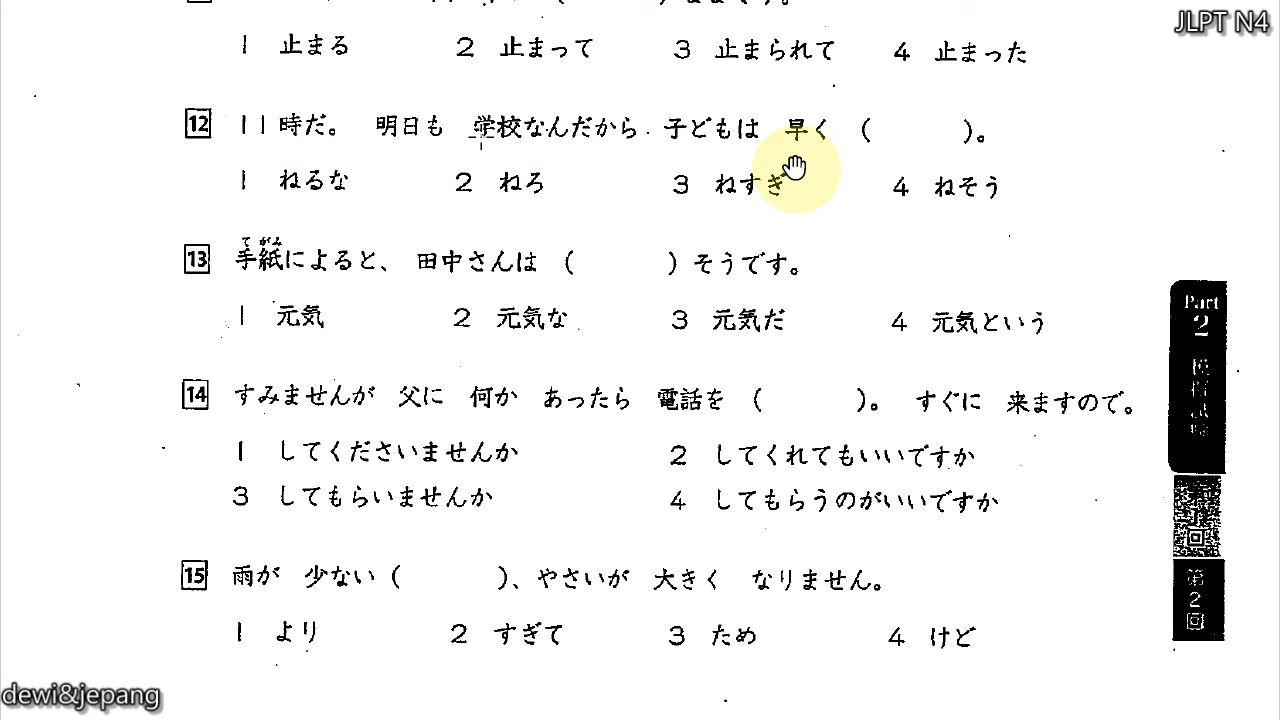 JLPT N4
1 止まる 2 止まって 3 止まられて 4 止まった
12 11時だ。 明日も 学校なんだから 子どもは 早く ( )。
1 ねるな 2 ねろ 3 ねすぎ 4 ねそう
てがみ
13 手紙によると、 田中さんは ( ) そうです。
1 元気 2 元気な 3 元気だ 4 元気という
14 すみませんが 父に 何か あったら 電話を ( )。 すぐに 来ますので。
1 してくださいませんか 2 してくれてもいいですか
3 してもらいませんか 4 してもらうのがいいですか
15 雨が 少ない ( )、やさいが 大きく なりません。
1 より 2 すぎて 3 ため 4 けど
Part
2
模擬試験
第
2
回
dewi&jepang